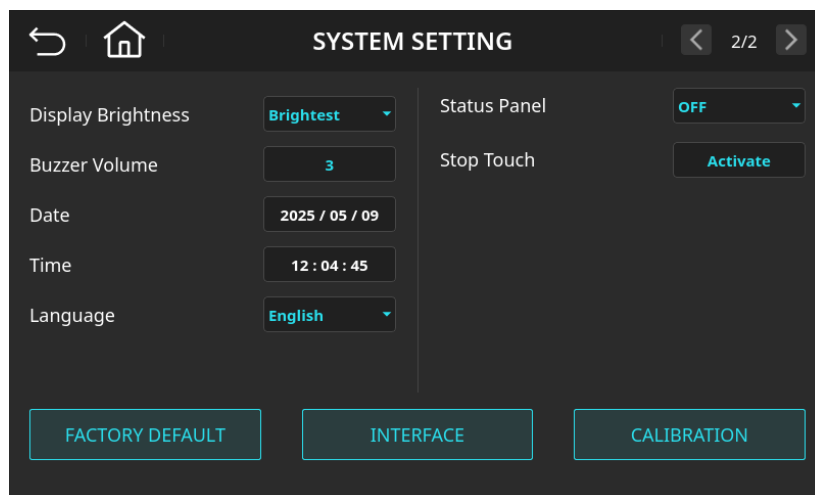 SYSTEM SETTING
2/2
Display Brightness Brightest
Buzzer Volume 3
Date 2025 / 05 / 09
Time 12 : 04 : 45
Language English
Status Panel OFF
Stop Touch Activate
FACTORY DEFAULT
INTERFACE
CALIBRATION